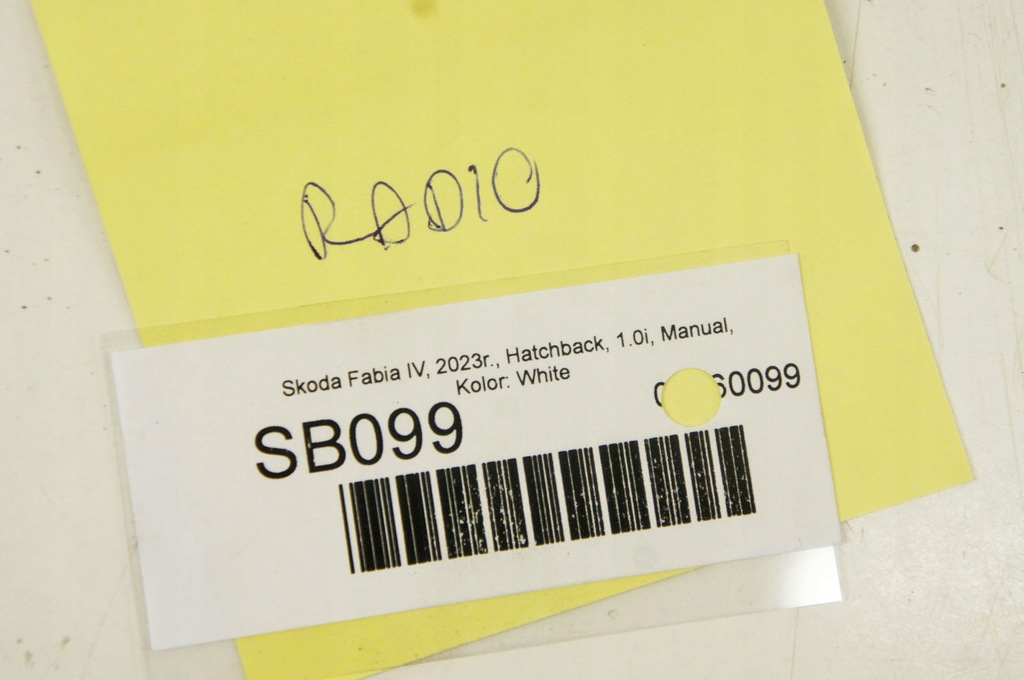 RADIO
Skoda Fabia IV, 2023r., Hatchback, 1.0i, Manual,
Kolor: White
SB099